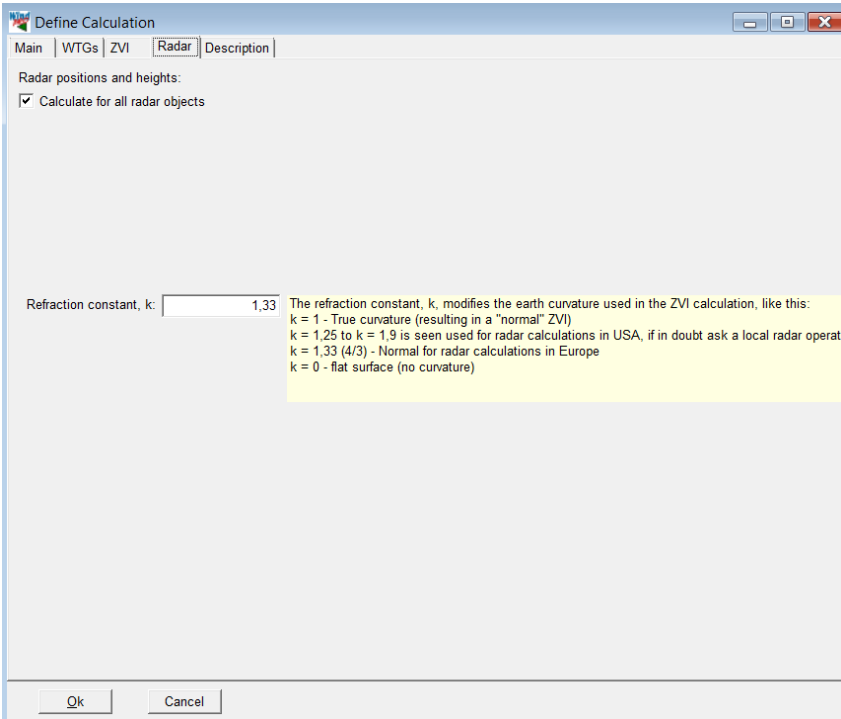 Define Calculation
Main WTGs ZVI Radar Description
Radar positions and heights:
Calculate for all radar objects
Refraction constant, k: 1,33
The refraction constant, k, modifies the earth curvature used in the ZVI calculation, like this:
k = 1 - True curvature (resulting in a "normal" ZVI)
k = 1,25 to k = 1,9 is seen used for radar calculations in USA, if in doubt ask a local radar operat
k = 1,33 (4/3) - Normal for radar calculations in Europe
k = 0 - flat surface (no curvature)
Ok Cancel